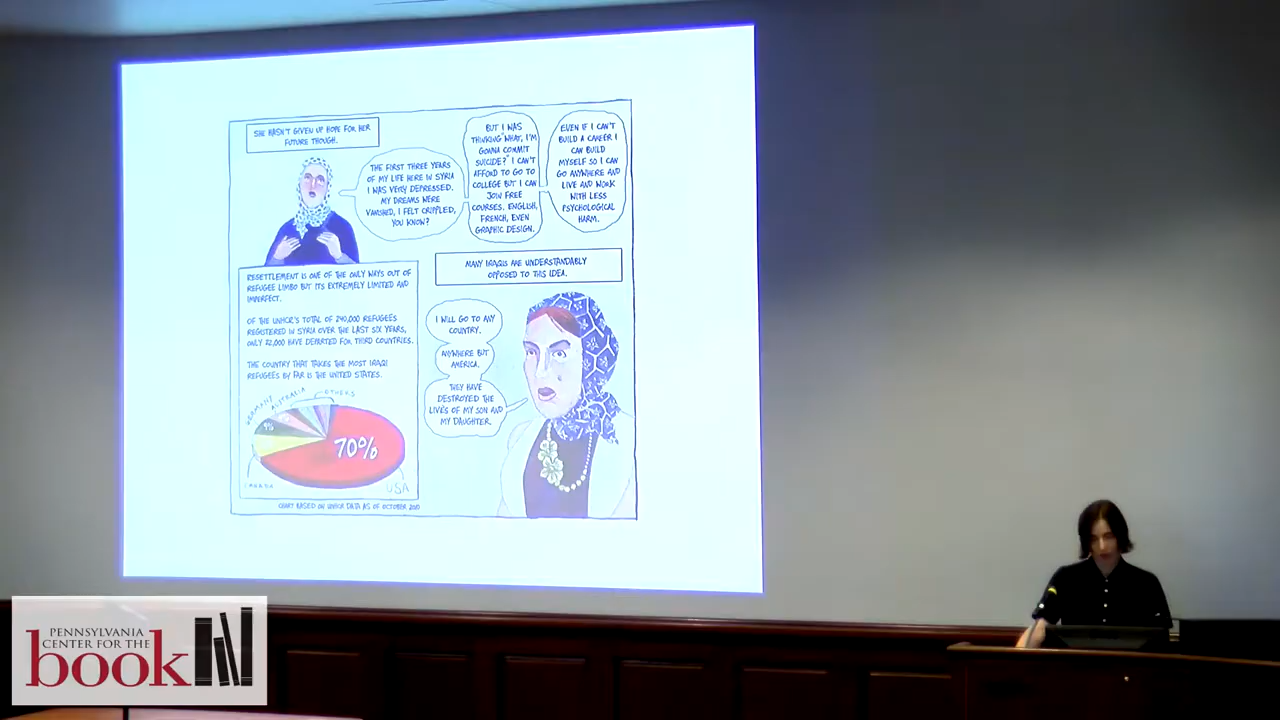 SHE HASN'T GIVEN UP HOPE FOR HER
FUTURE THOUGH.
THE FIRST THREE YEARS
OF MY LIFE HERE IN SYRIA
I WAS VERY DEPRESSED.
MY DREAMS WERE
VANISHED, I FELT CRIPPLED,
YOU KNOW?
BUT I WAS
THINKING "WHAT, I'M
GONNA COMMIT
SUICIDE?" I CAN'T
AFFORD TO GO TO
COLLEGE BUT I CAN
JOIN FREE
COURSES. ENGLISH,
FRENCH, EVEN
GRAPHIC DESIGN.
EVEN IF I CAN'T
BUILD A CAREER I
CAN BUILD
MYSELF SO I CAN
GO ANYWHERE AND
LIVE AND WORK
WITH LESS
PSYCHOLOGICAL
HARM.
RESETTLEMENT IS ONE OF THE ONLY WAYS OUT OF
REFUGEE LIMBO BUT IT'S EXTREMELY LIMITED AND
IMPERFECT.
OF THE UNHCR'S TOTAL OF 290,000 REFUGEES
REGISTERED IN SYRIA OVER THE LAST SIX YEARS,
ONLY 22,000 HAVE DEPARTED FOR THIRD COUNTRIES.
THE COUNTRY THAT TAKES THE MOST IRAQI
REFUGEES BY FAR IS THE UNITED STATES.
GERMANY
AUSTRALIA
OTHERS
9%
70%
CANADA
USA
CHART BASED ON UNHCR DATA AS OF OCTOBER 2010
MANY IRAQIS ARE UNDERSTANDABLY
OPPOSED TO THIS IDEA.
I WILL GO TO ANY
COUNTRY.
ANYWHERE BUT
AMERICA.
THEY HAVE
DESTROYED THE
LIVES OF MY SON AND
MY DAUGHTER.
PENNSYLVANIA
CENTER FOR THE
book